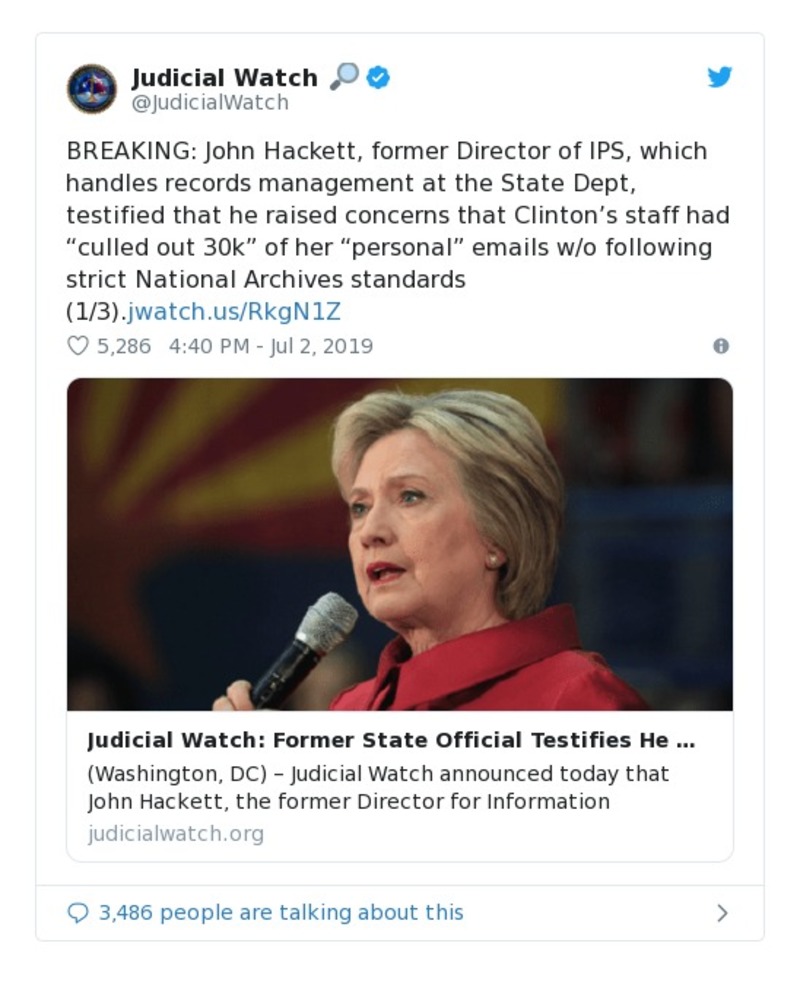 Judicial Watch
@JudicialWatch
BREAKING: John Hackett, former Director of IPS, which
handles records management at the State Dept,
testified that he raised concerns that Clinton’s staff had
“culled out 30k” of her “personal” emails w/o following
strict National Archives standards
(1/3).jwatch.us/RkgN1Z
5,286 4:40 PM - Jul 2, 2019
Judicial Watch: Former State Official Testifies He ...
(Washington, DC) – Judicial Watch announced today that
John Hackett, the former Director for Information
judicialwatch.org
3,486 people are talking about this